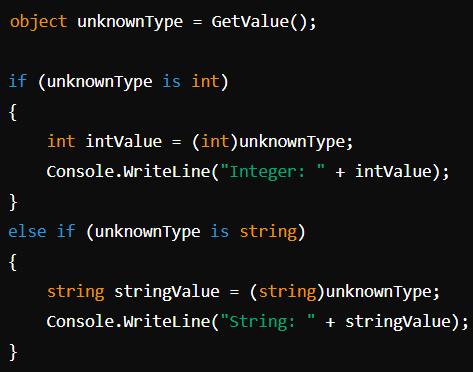 object unknownType = GetValue();
if (unknownType is int)
{
    int intValue = (int)unknownType;
    Console.WriteLine("Integer: " + intValue);
}
else if (unknownType is string)
{
    string stringValue = (string)unknownType;
    Console.WriteLine("String: " + stringValue);
}